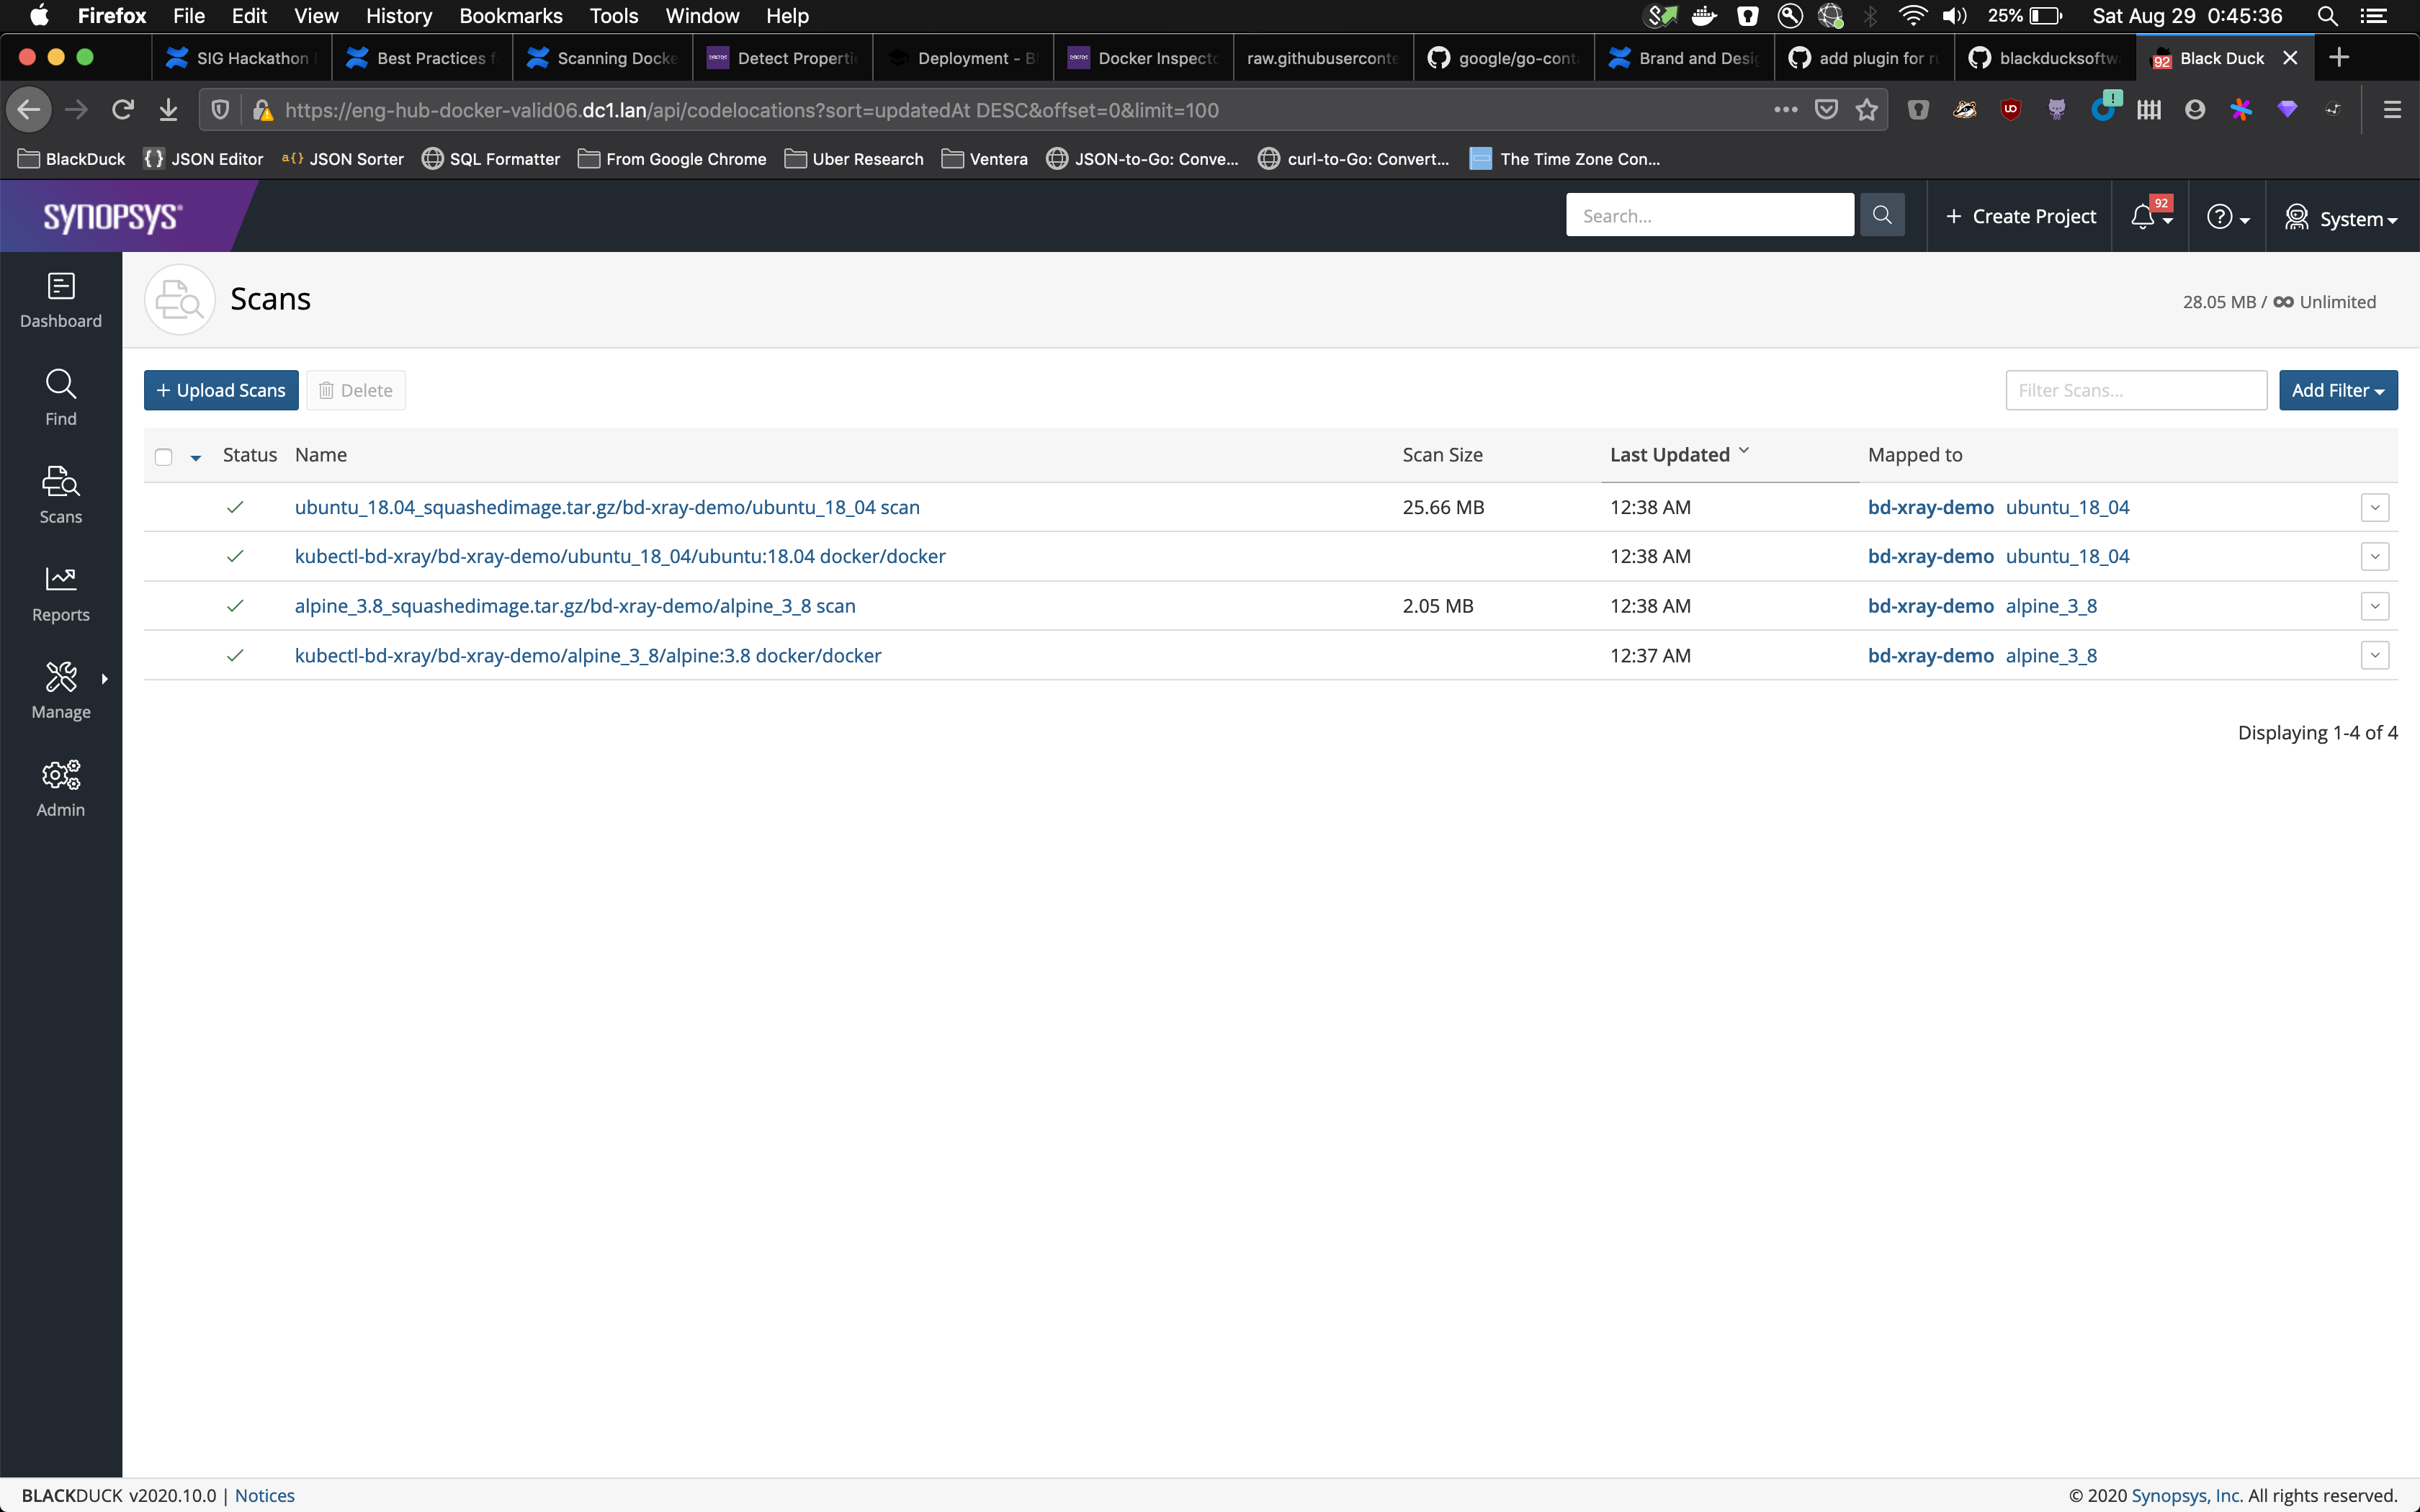 Firefox File Edit View History Bookmarks Tools Window Help 25% Sat Aug 29 0:45:36
SIG Hackathon Best Practices f Scanning Docke Detect Properti Deployment - B Docker Inspecto raw.githubuserconte google/go-cont Brand and Desig add plugin for ru blackducksoftw 92 Black Duck
https://eng-hub-docker-valid06.dc1.lan/api/codelocations?sort=updatedAt DESC&offset=0&limit=100
BlackDuck JSON Editor JSON Sorter SQL Formatter From Google Chrome Uber Research Ventera JSON-to-Go: Conve... curl-to-Go: Convert... The Time Zone Con...
SYNOPSYS® Search... + Create Project 92 System
Dashboard
Find
Scans
Reports
Manage
Admin
Scans 28.05 MB / ∞ Unlimited
+ Upload Scans Delete Filter Scans... Add Filter
Status Name Scan Size Last Updated Mapped to
ubuntu_18.04_squashedimage.tar.gz/bd-xray-demo/ubuntu_18_04 scan 25.66 MB 12:38 AM bd-xray-demo ubuntu_18_04
kubectl-bd-xray/bd-xray-demo/ubuntu_18_04/ubuntu:18.04 docker/docker 12:38 AM bd-xray-demo ubuntu_18_04
alpine_3.8_squashedimage.tar.gz/bd-xray-demo/alpine_3_8 scan 2.05 MB 12:38 AM bd-xray-demo alpine_3_8
kubectl-bd-xray/bd-xray-demo/alpine_3_8/alpine:3.8 docker/docker 12:37 AM bd-xray-demo alpine_3_8
Displaying 1-4 of 4
BLACKDUCK v2020.10.0 | Notices © 2020 Synopsys, Inc. All rights reserved.